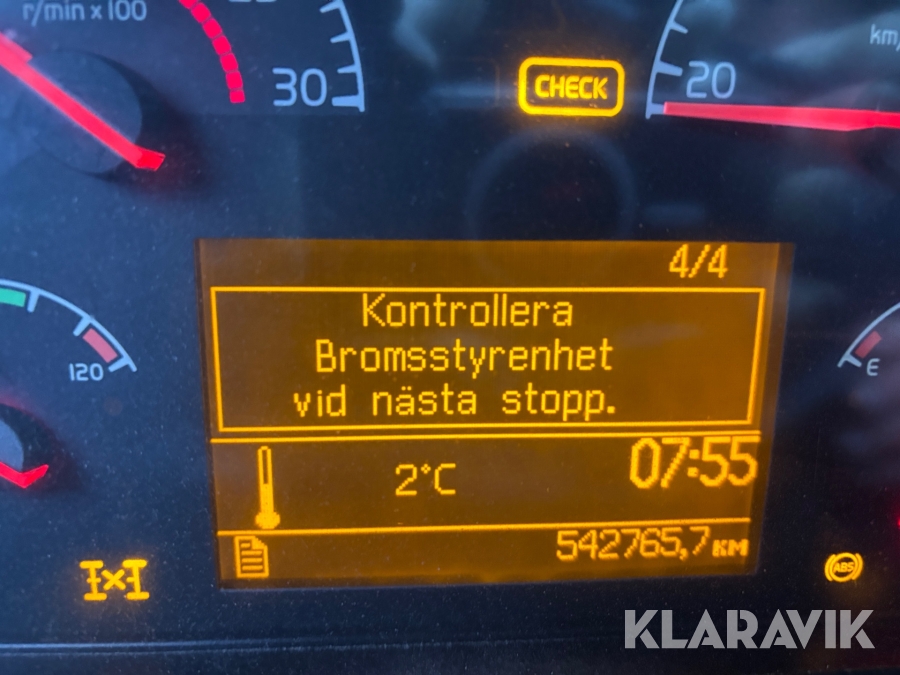 r/min x 100
30
CHECK
20
km/
4/4
Kontrollera
Bromsstyrenhet
vid nästa stopp.
120
E
2°C
07:55
542765,7 KM
ABS
KLARAVIK